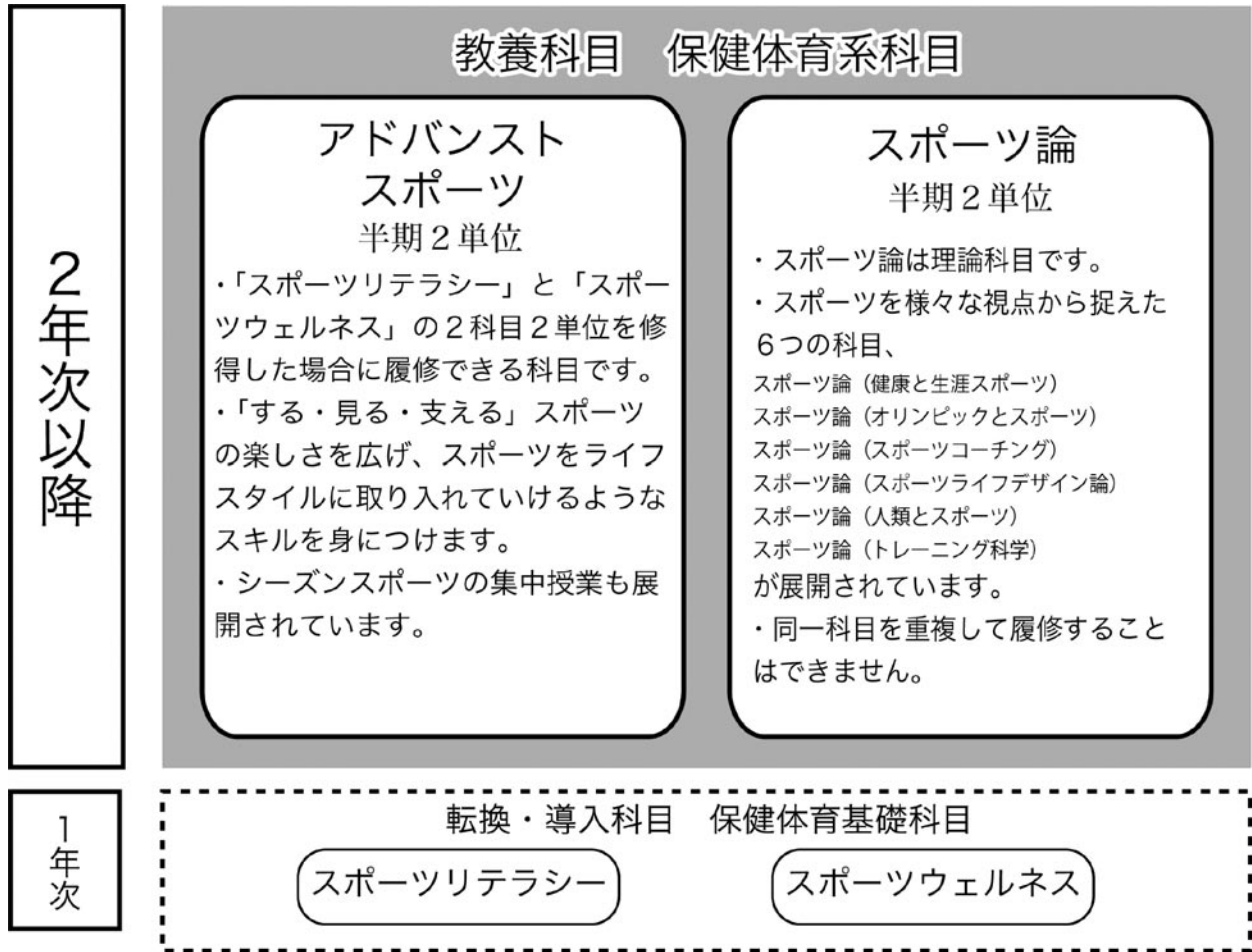 ２年次以降
教養科目　保健体育系科目
アドバンスト
スポーツ
半期２単位
・「スポーツリテラシー」と「スポー
ツウェルネス」の２科目２単位を修
得した場合に履修できる科目です。
・「する・見る・支える」スポーツ
の楽しさを広げ、スポーツをライフ
スタイルに取り入れていけるような
スキルを身につけます。
・シーズンスポーツの集中授業も展
開されています。
スポーツ論
半期２単位
・スポーツ論は理論科目です。
・スポーツを様々な視点から捉えた
６つの科目、
スポーツ論（健康と生涯スポーツ）
スポーツ論（オリンピックとスポーツ）
スポーツ論（スポーツコーチング）
スポーツ論（スポーツライフデザイン論）
スポーツ論（人類とスポーツ）
スポーツ論（トレーニング科学）
が展開されています。
・同一科目を重複して履修すること
はできません。
１年次
転換・導入科目　保健体育基礎科目
スポーツリテラシー
スポーツウェルネス